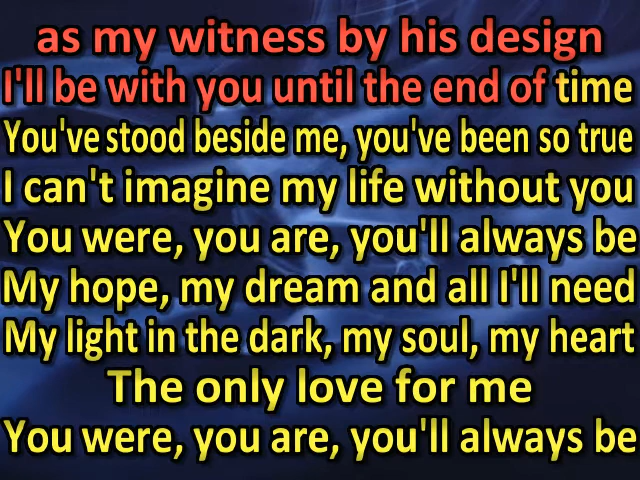 as my witness by his design
I'll be with you until the end of time
You've stood beside me, you've been so true
I can't imagine my life without you
You were, you are, you'll always be
My hope, my dream and all I'll need
My light in the dark, my soul, my heart
The only love for me
You were, you are, you'll always be